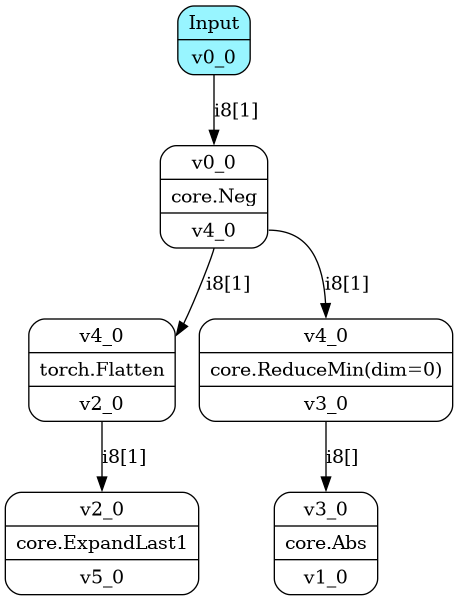 Input
v0_0
i8[1]
v0_0
core.Neg
v4_0
i8[1]
i8[1]
v4_0
torch.Flatten
v2_0
v4_0
core.ReduceMin(dim=0)
v3_0
i8[1]
i8[]
v2_0
core.ExpandLast1
v5_0
v3_0
core.Abs
v1_0